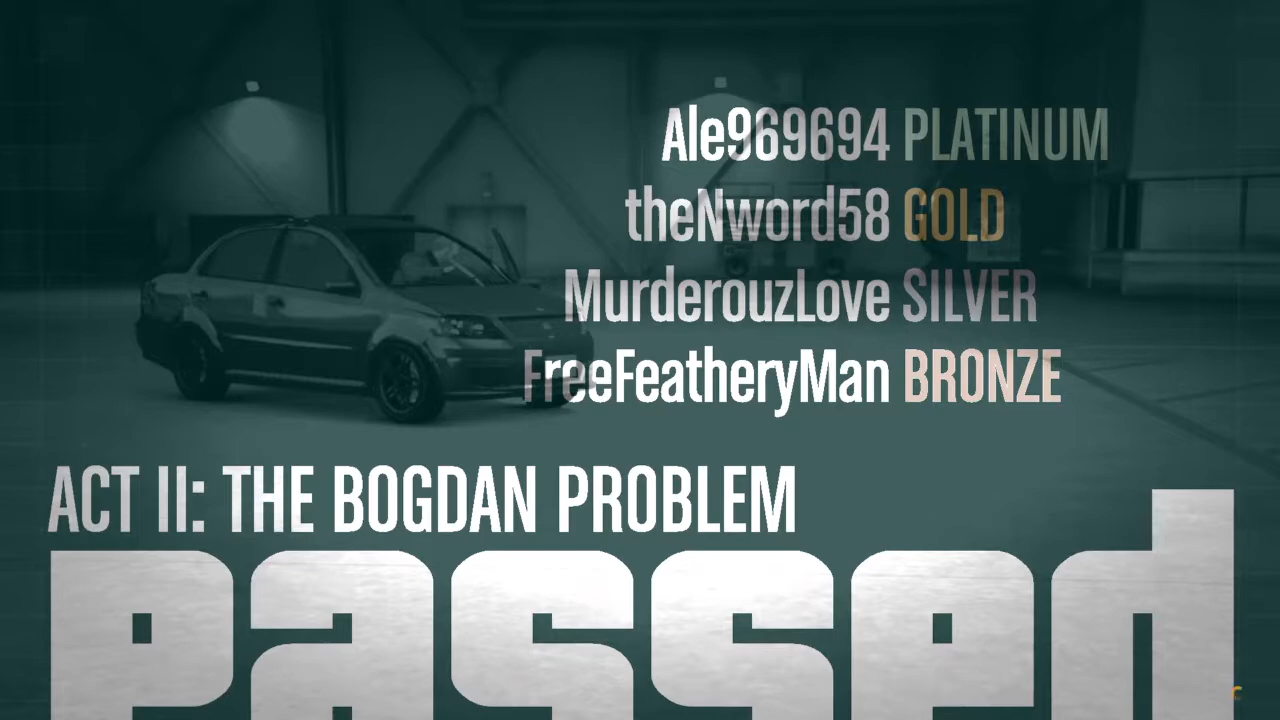 Ale969694 PLATINUM
theNword58 GOLD
MurderouzLove SILVER
FreeFeatheryMan BRONZE
ACT II: THE BOGDAN PROBLEM
passed